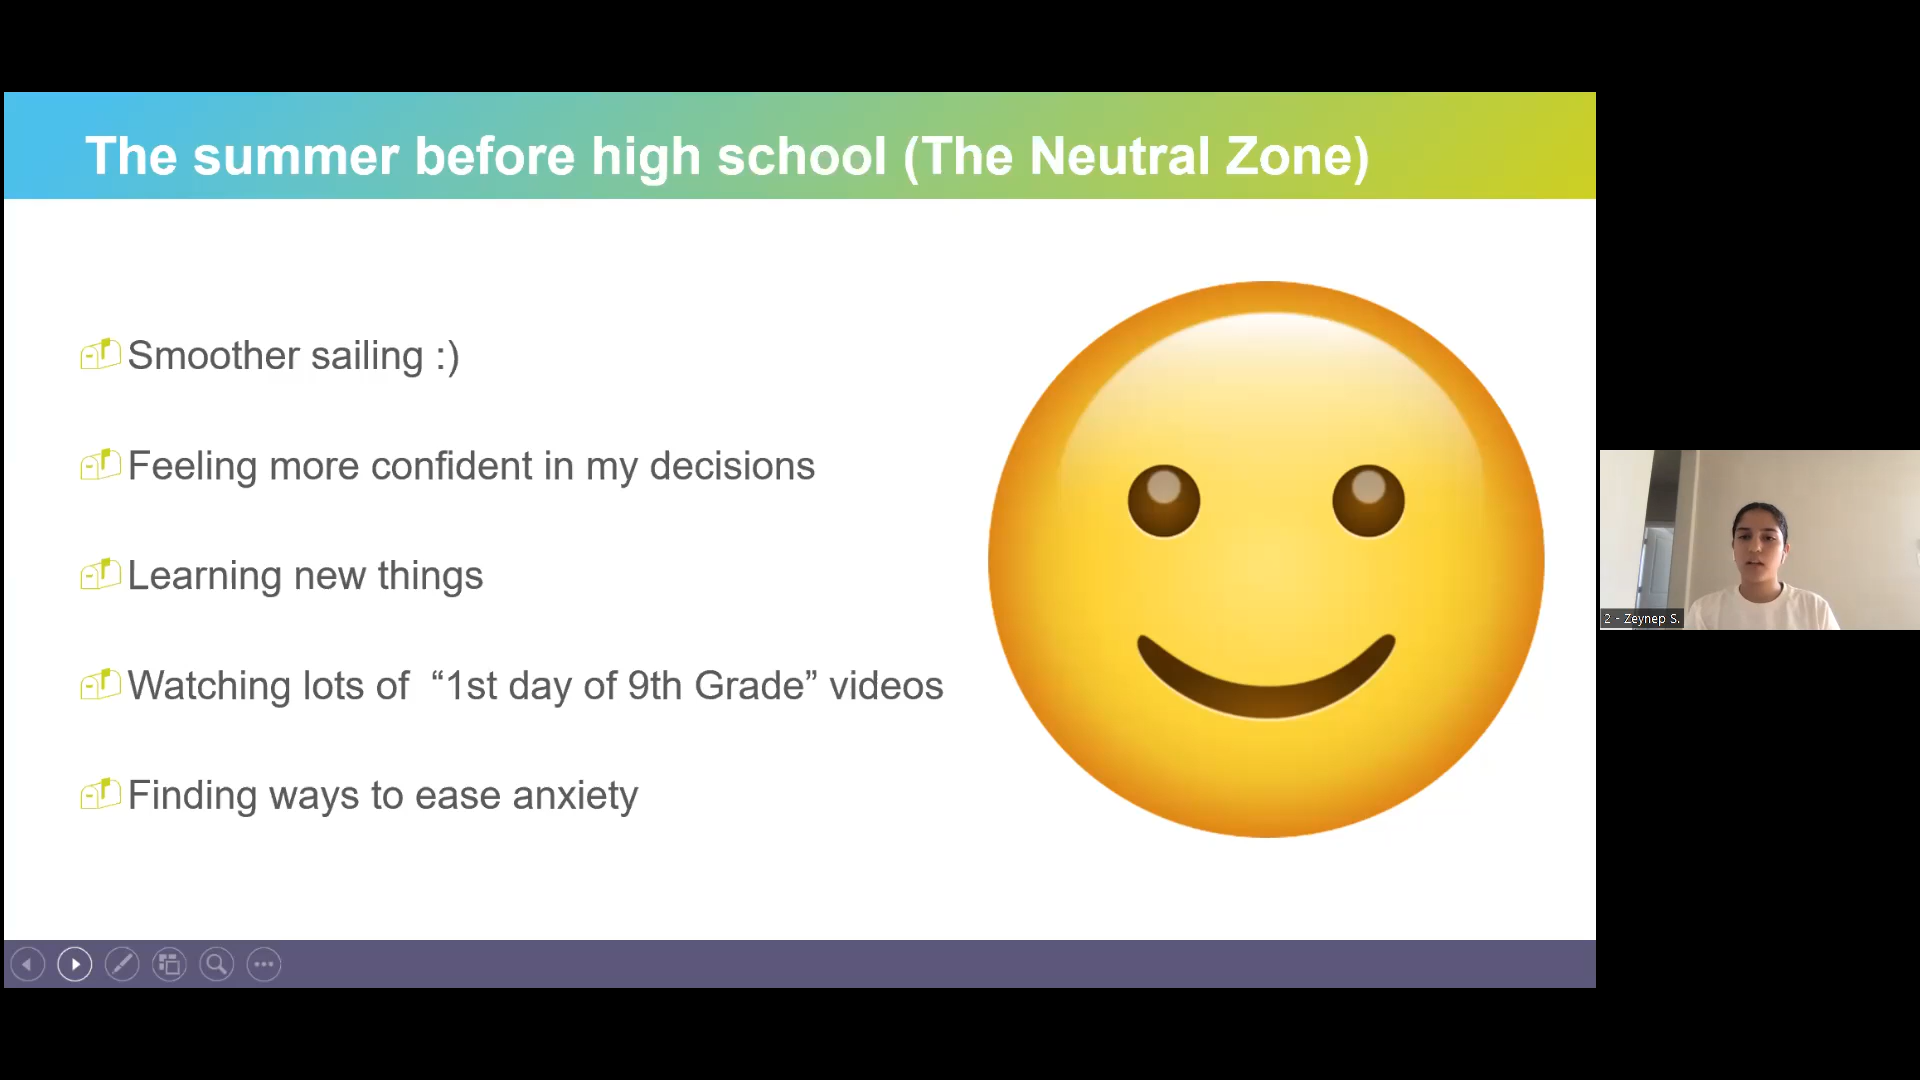 The summer before high school (The Neutral Zone)
Smoother sailing :)
Feeling more confident in my decisions
Learning new things
Watching lots of “1st day of 9th Grade” videos
Finding ways to ease anxiety
2 - Zeynep S.